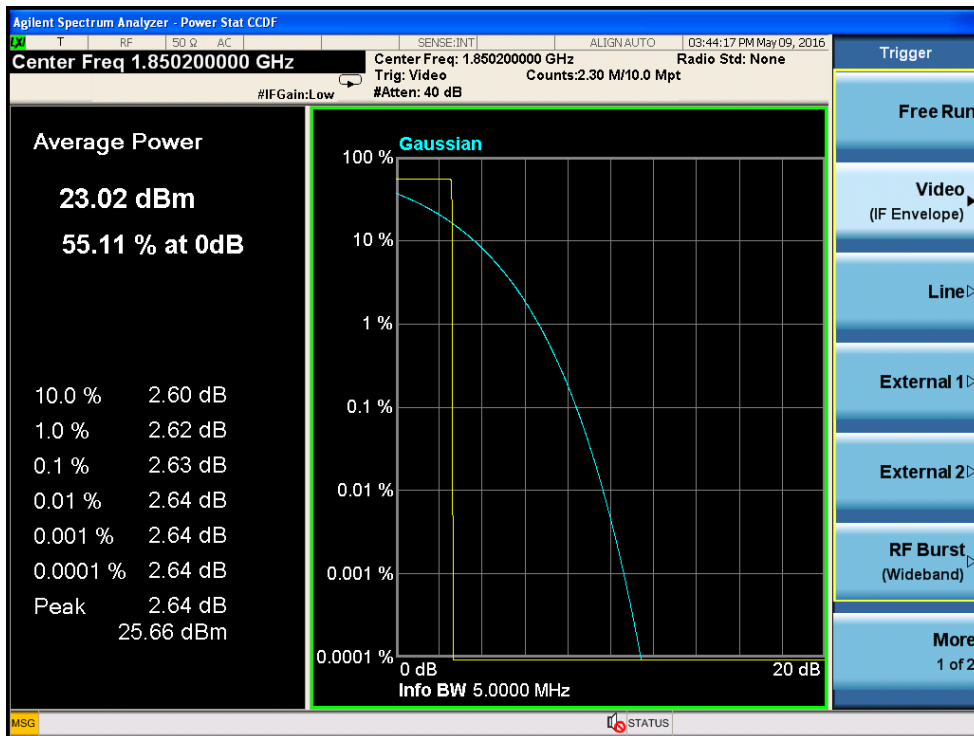 Agilent Spectrum Analyzer - Power Stat CCDF
LXI T RF 50 Ω AC SENSE:INT ALIGN AUTO 03:44:17 PM May 09, 2016
Center Freq 1.850200000 GHz
Center Freq: 1.850200000 GHz Radio Std: None
Trig: Video Counts:2.30 M/10.0 Mpt
#IFGain:Low #Atten: 40 dB
Average Power
23.02 dBm
55.11 % at 0dB
10.0 % 2.60 dB
1.0 % 2.62 dB
0.1 % 2.63 dB
0.01 % 2.64 dB
0.001 % 2.64 dB
0.0001 % 2.64 dB
Peak 2.64 dB
25.66 dBm
Gaussian
100 %
10 %
1 %
0.1 %
0.01 %
0.001 %
0.0001 %
0 dB 20 dB
Info BW 5.0000 MHz
Trigger
Free Run
Video
(IF Envelope)
Line
External 1
External 2
RF Burst
(Wideband)
More
1 of 2
MSG STATUS